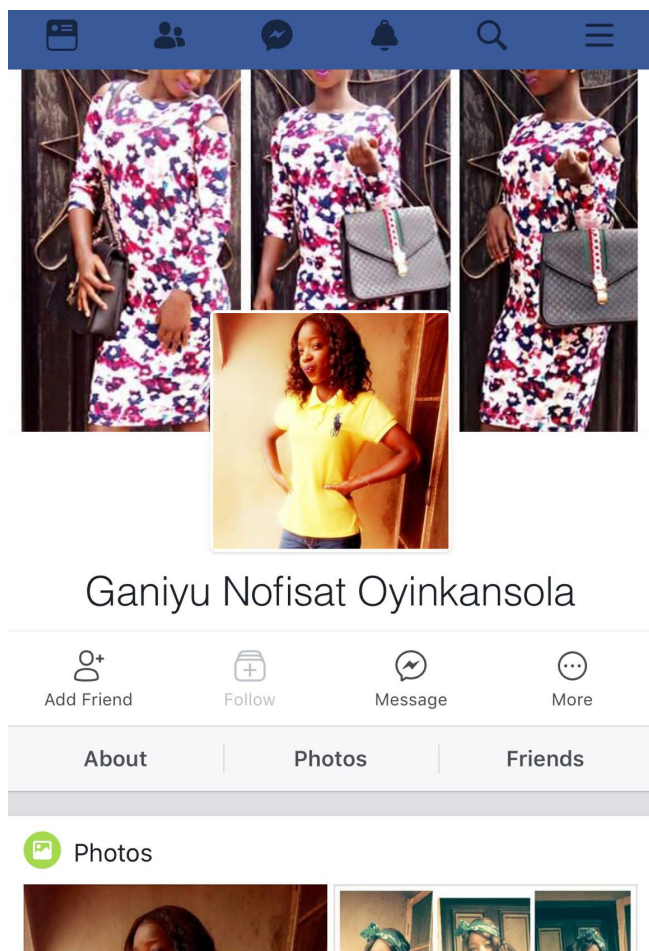 Ganiyu Nofisat Oyinkansola
Add Friend
Follow
Message
More
About
Photos
Friends
Photos